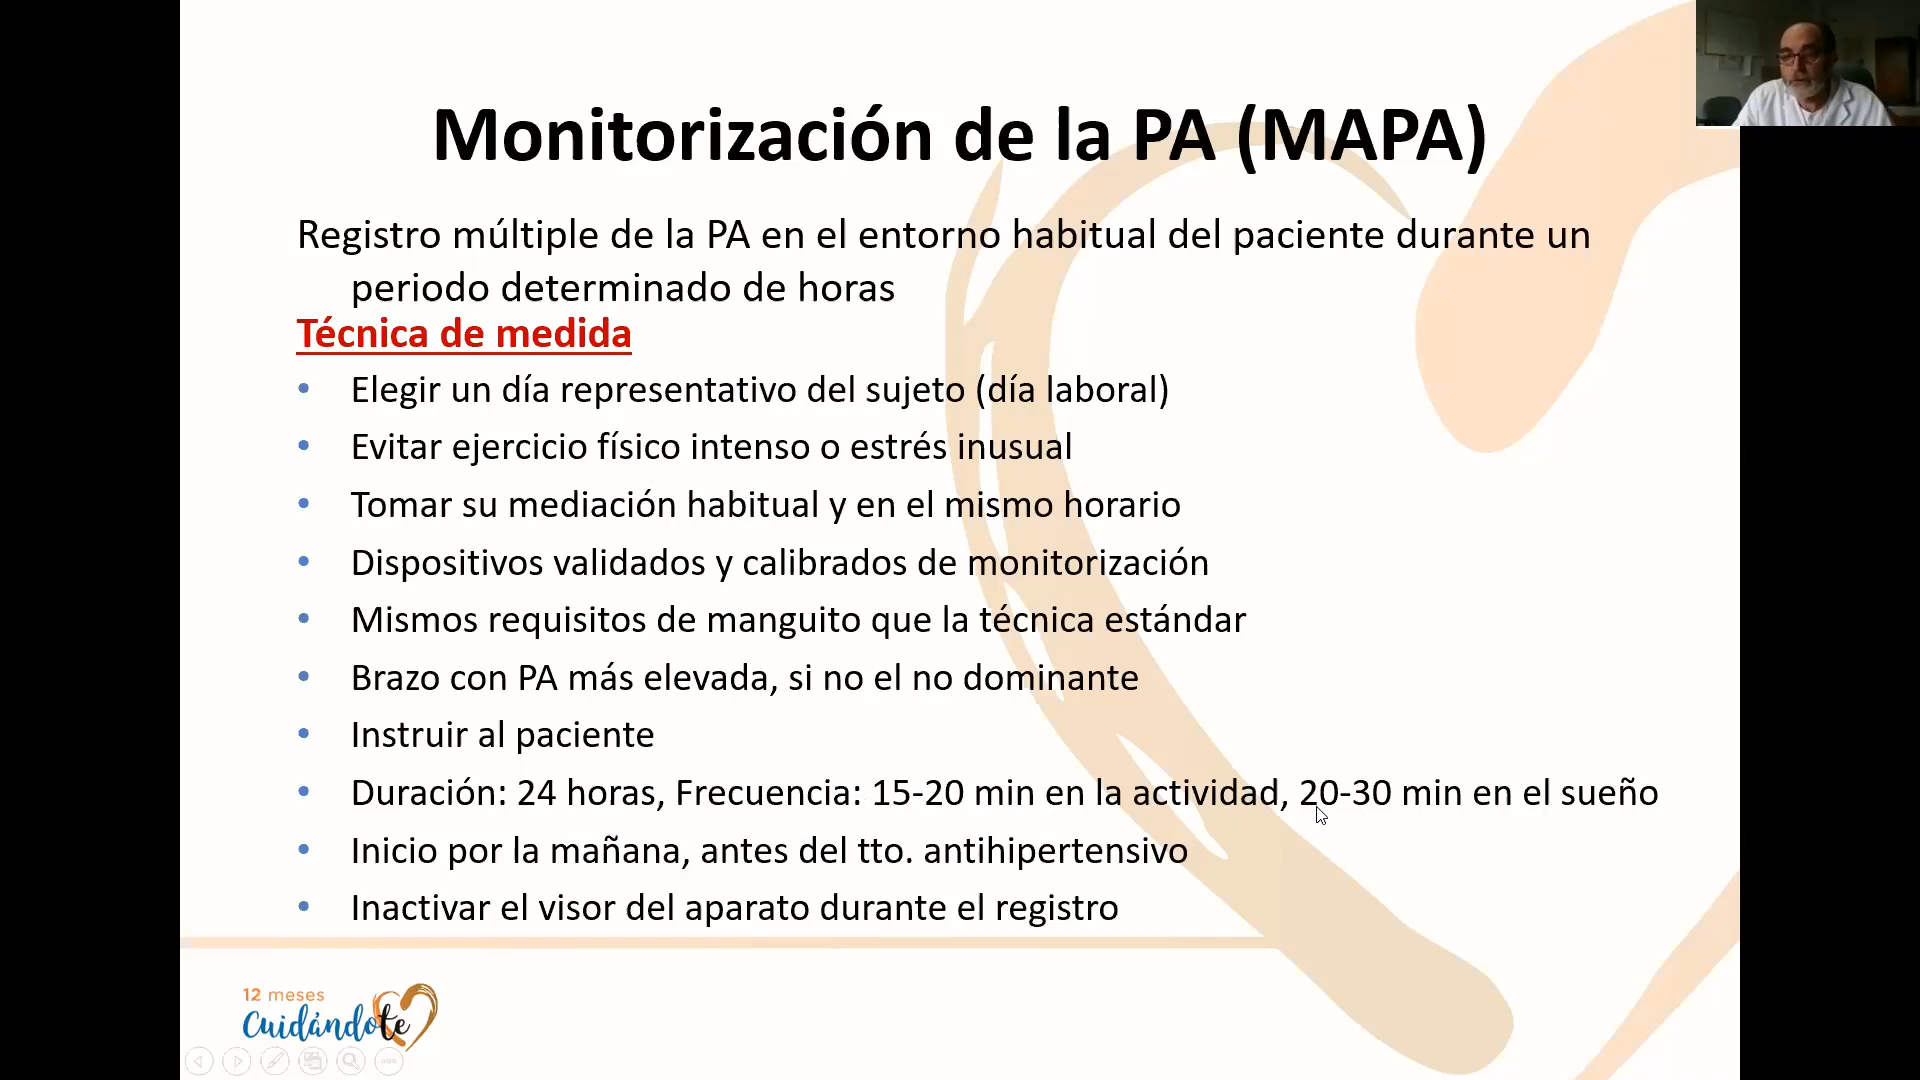 Monitorización de la PA (MAPA)
Registro múltiple de la PA en el entorno habitual del paciente durante un
periodo determinado de horas
Técnica de medida
• Elegir un día representativo del sujeto (día laboral)
• Evitar ejercicio físico intenso o estrés inusual
• Tomar su mediación habitual y en el mismo horario
• Dispositivos validados y calibrados de monitorización
• Mismos requisitos de manguito que la técnica estándar
• Brazo con PA más elevada, si no el no dominante
• Instruir al paciente
• Duración: 24 horas, Frecuencia: 15-20 min en la actividad, 20-30 min en el sueño
• Inicio por la mañana, antes del tto. antihipertensivo
• Inactivar el visor del aparato durante el registro
12 meses
Cuidándote